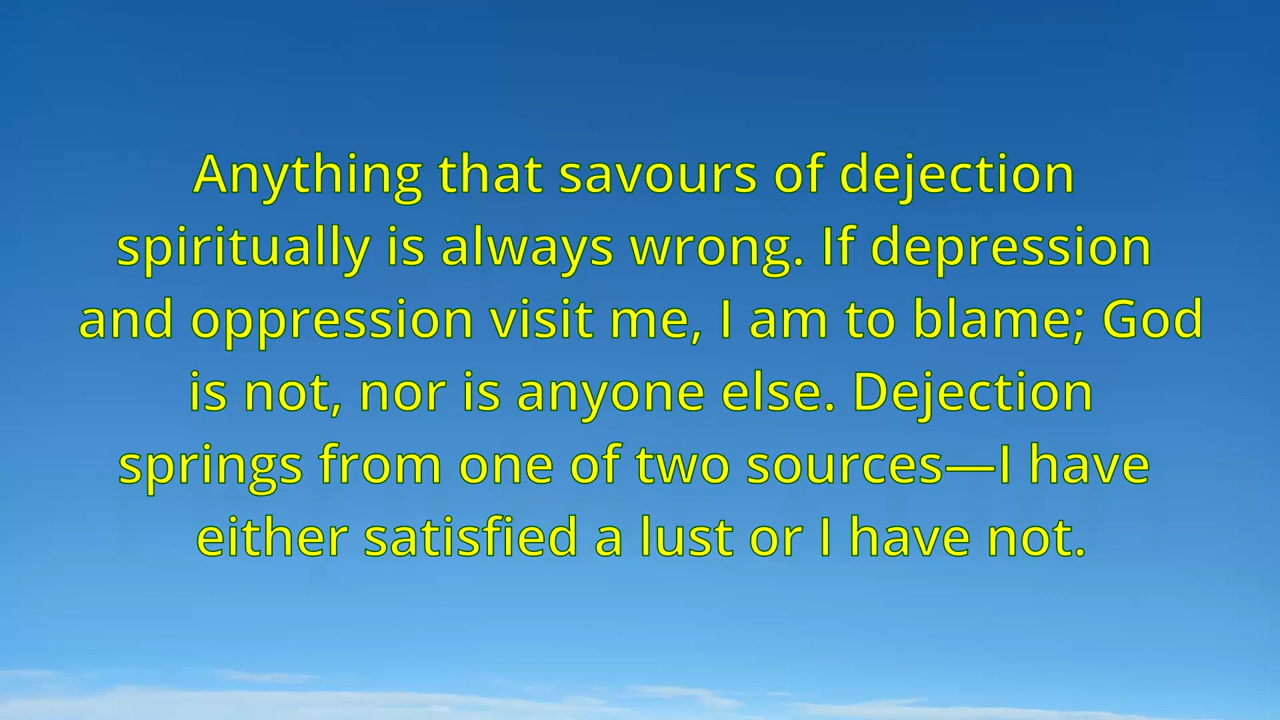 Anything that savours of dejection
spiritually is always wrong. If depression
and oppression visit me, I am to blame; God
is not, nor is anyone else. Dejection
springs from one of two sources—I have
either satisfied a lust or I have not.